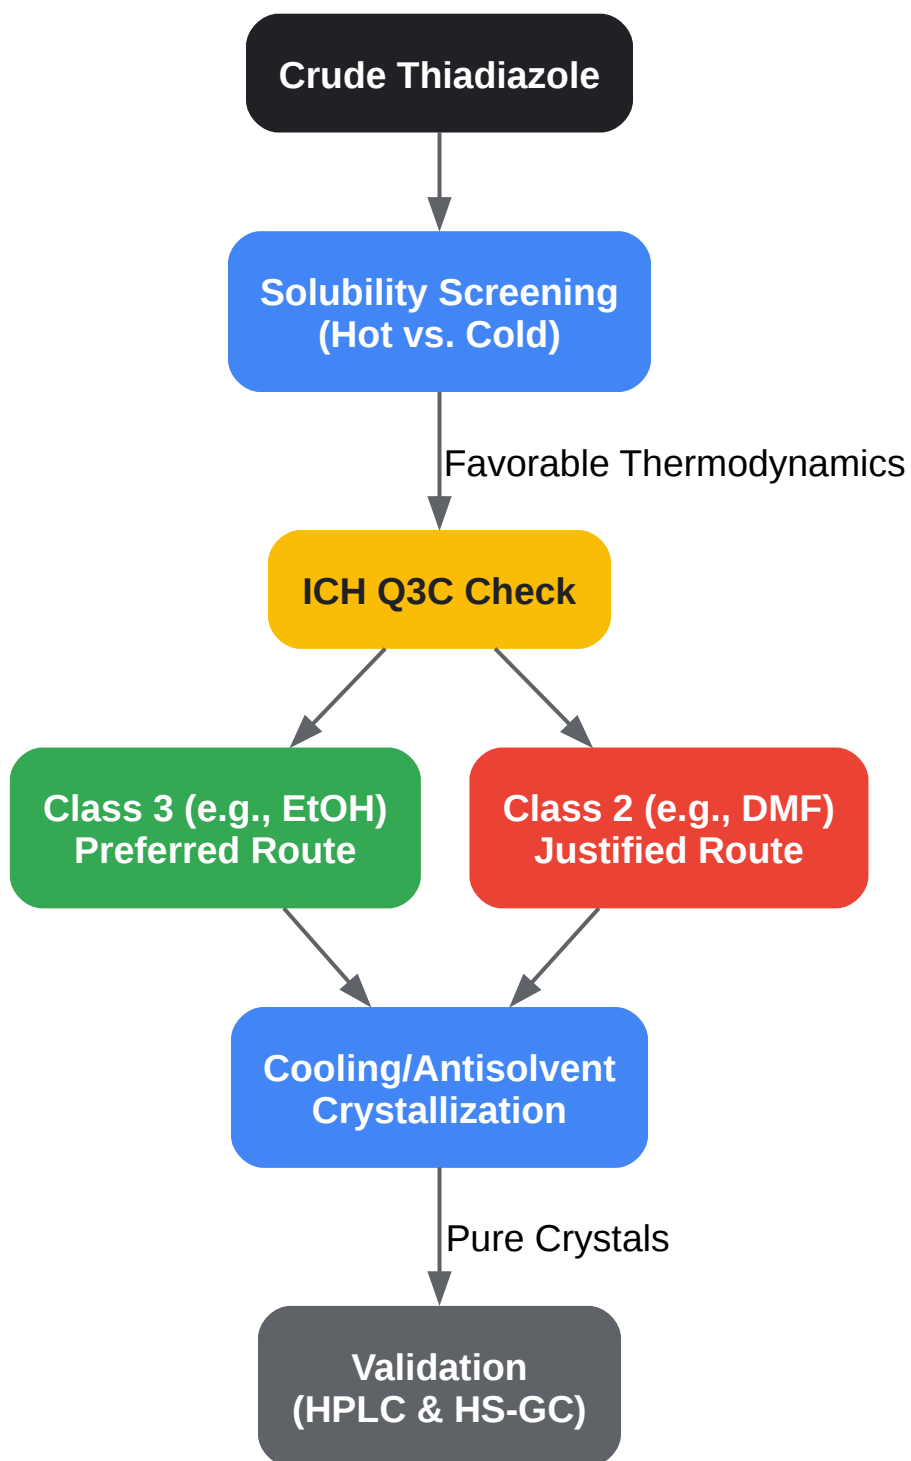 Crude Thiadiazole
Solubility Screening
(Hot vs. Cold)
Favorable Thermodynamics
ICH Q3C Check
Class 3 (e.g., EtOH)
Preferred Route
Class 2 (e.g., DMF)
Justified Route
Cooling/Antisolvent
Crystallization
Pure Crystals
Validation
(HPLC & HS-GC)